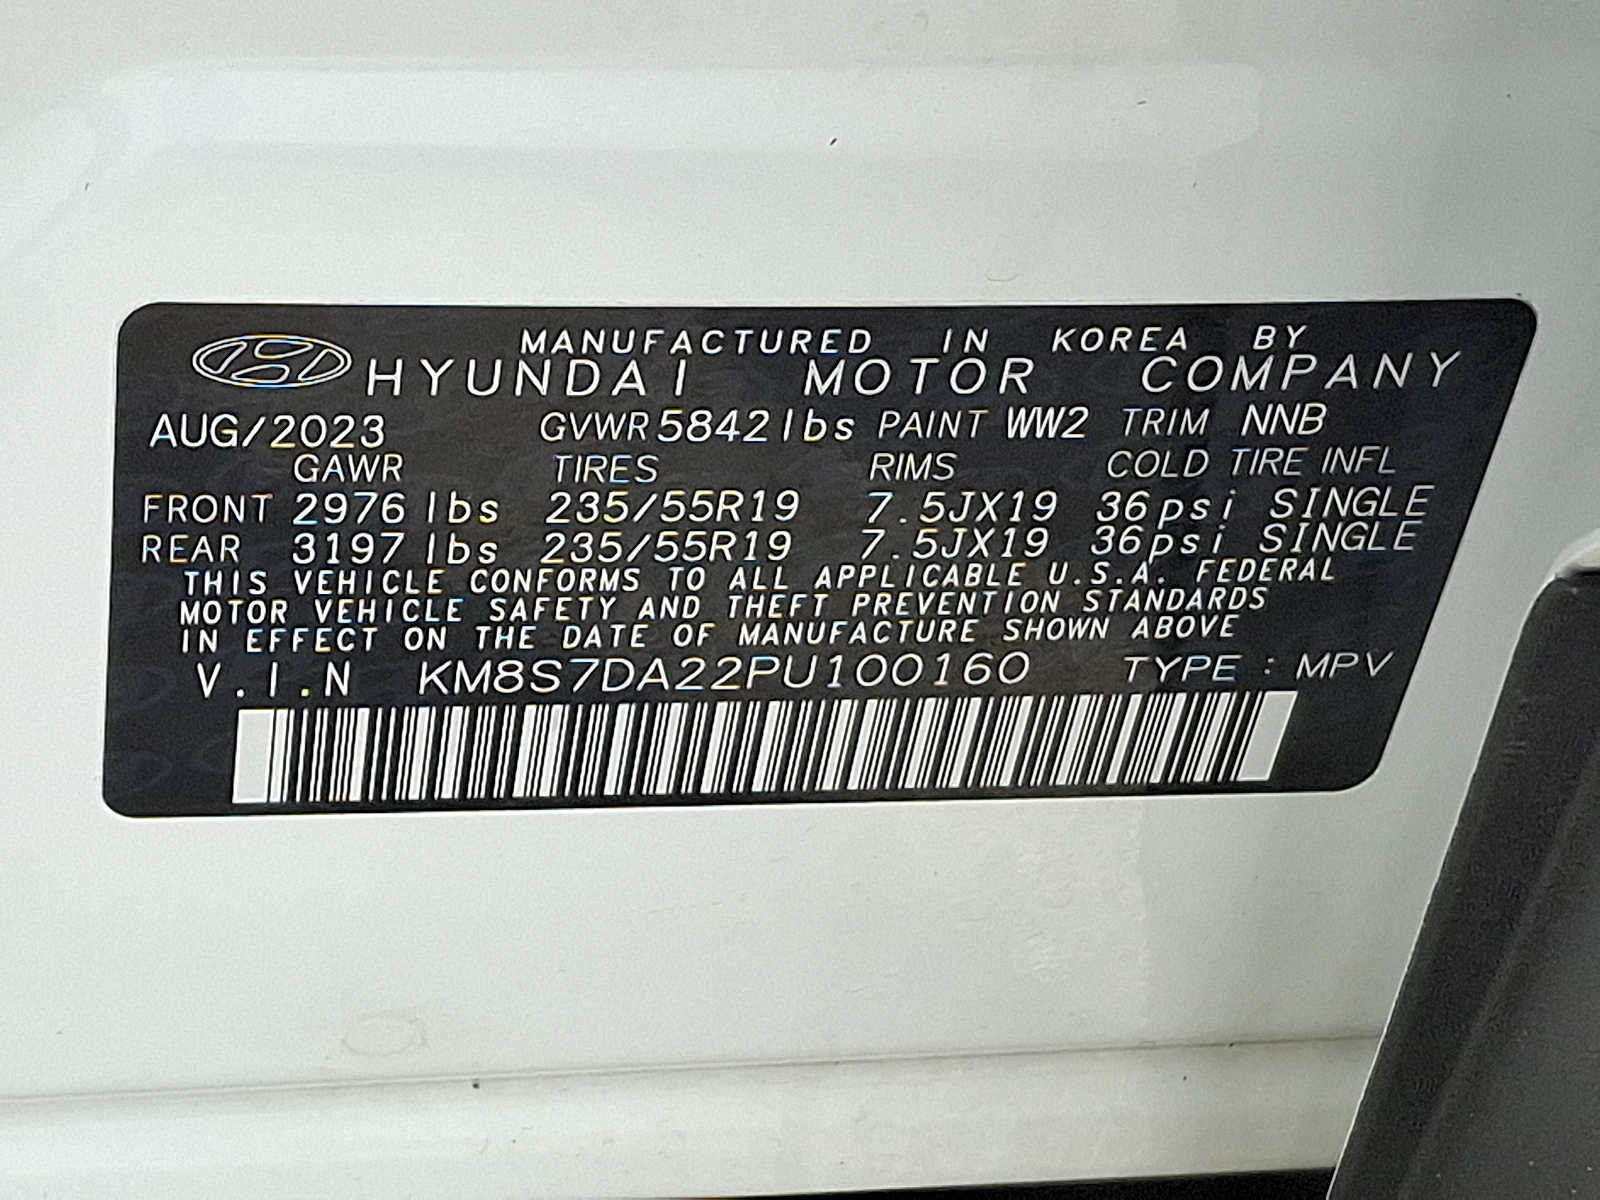 MANUFACTURED IN KOREA BY
HYUNDAI MOTOR COMPANY
AUG/2023 GVWR 5842 lbs PAINT WW2 TRIM NNB
GAWR TIRES RIMS COLD TIRE INFL
FRONT 2976 lbs 235/55R19 7.5JX19 36psi SINGLE
REAR 3197 lbs 235/55R19 7.5JX19 36psi SINGLE
THIS VEHICLE CONFORMS TO ALL APPLICABLE U.S.A. FEDERAL
MOTOR VEHICLE SAFETY AND THEFT PREVENTION STANDARDS
IN EFFECT ON THE DATE OF MANUFACTURE SHOWN ABOVE
V.I.N KM8S7DA22PU100160 TYPE : MPV